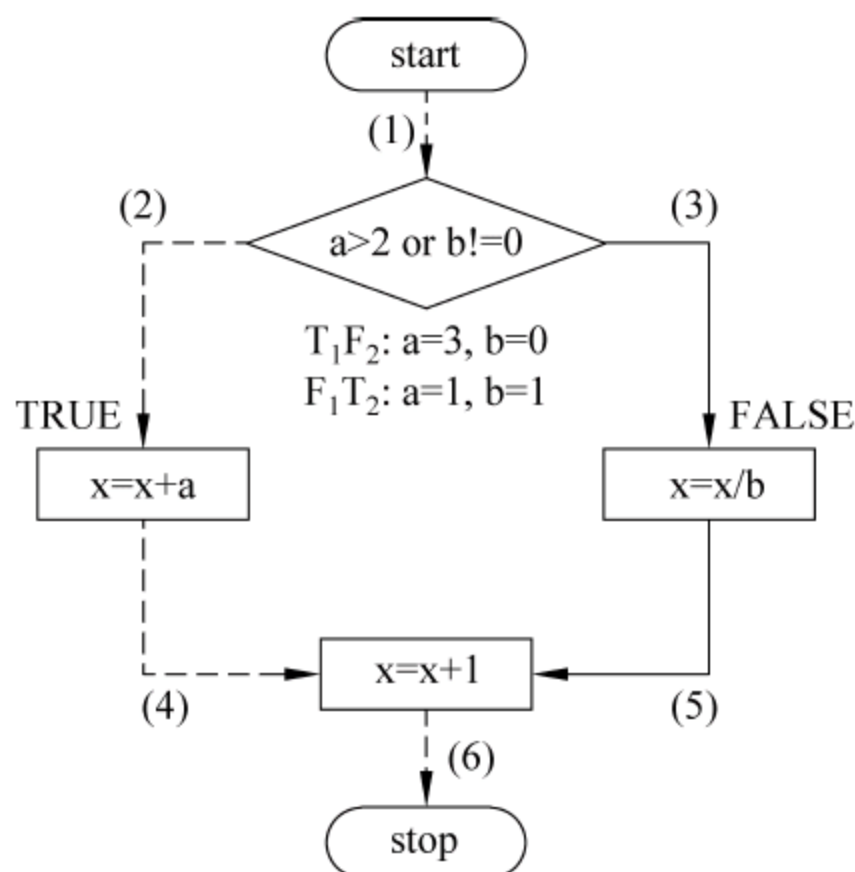 start
(1)
(2)
(3)
a>2 or b!=0
T₁F₂: a=3, b=0
F₁T₂: a=1, b=1
TRUE
FALSE
x=x+a
x=x/b
x=x+1
(4)
(5)
(6)
stop